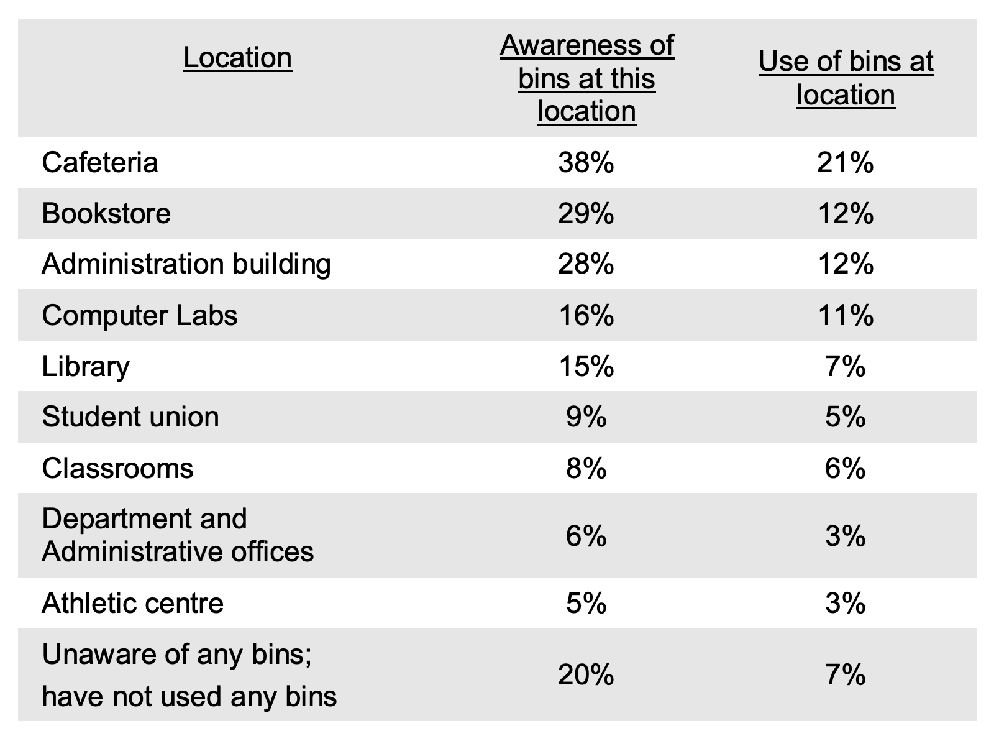 Location
Awareness of
bins at this
location
Use of bins at
location
Cafeteria 38% 21%
Bookstore 29% 12%
Administration building 28% 12%
Computer Labs 16% 11%
Library 15% 7%
Student union 9% 5%
Classrooms 8% 6%
Department and
Administrative offices 6% 3%
Athletic centre 5% 3%
Unaware of any bins;
have not used any bins 20% 7%